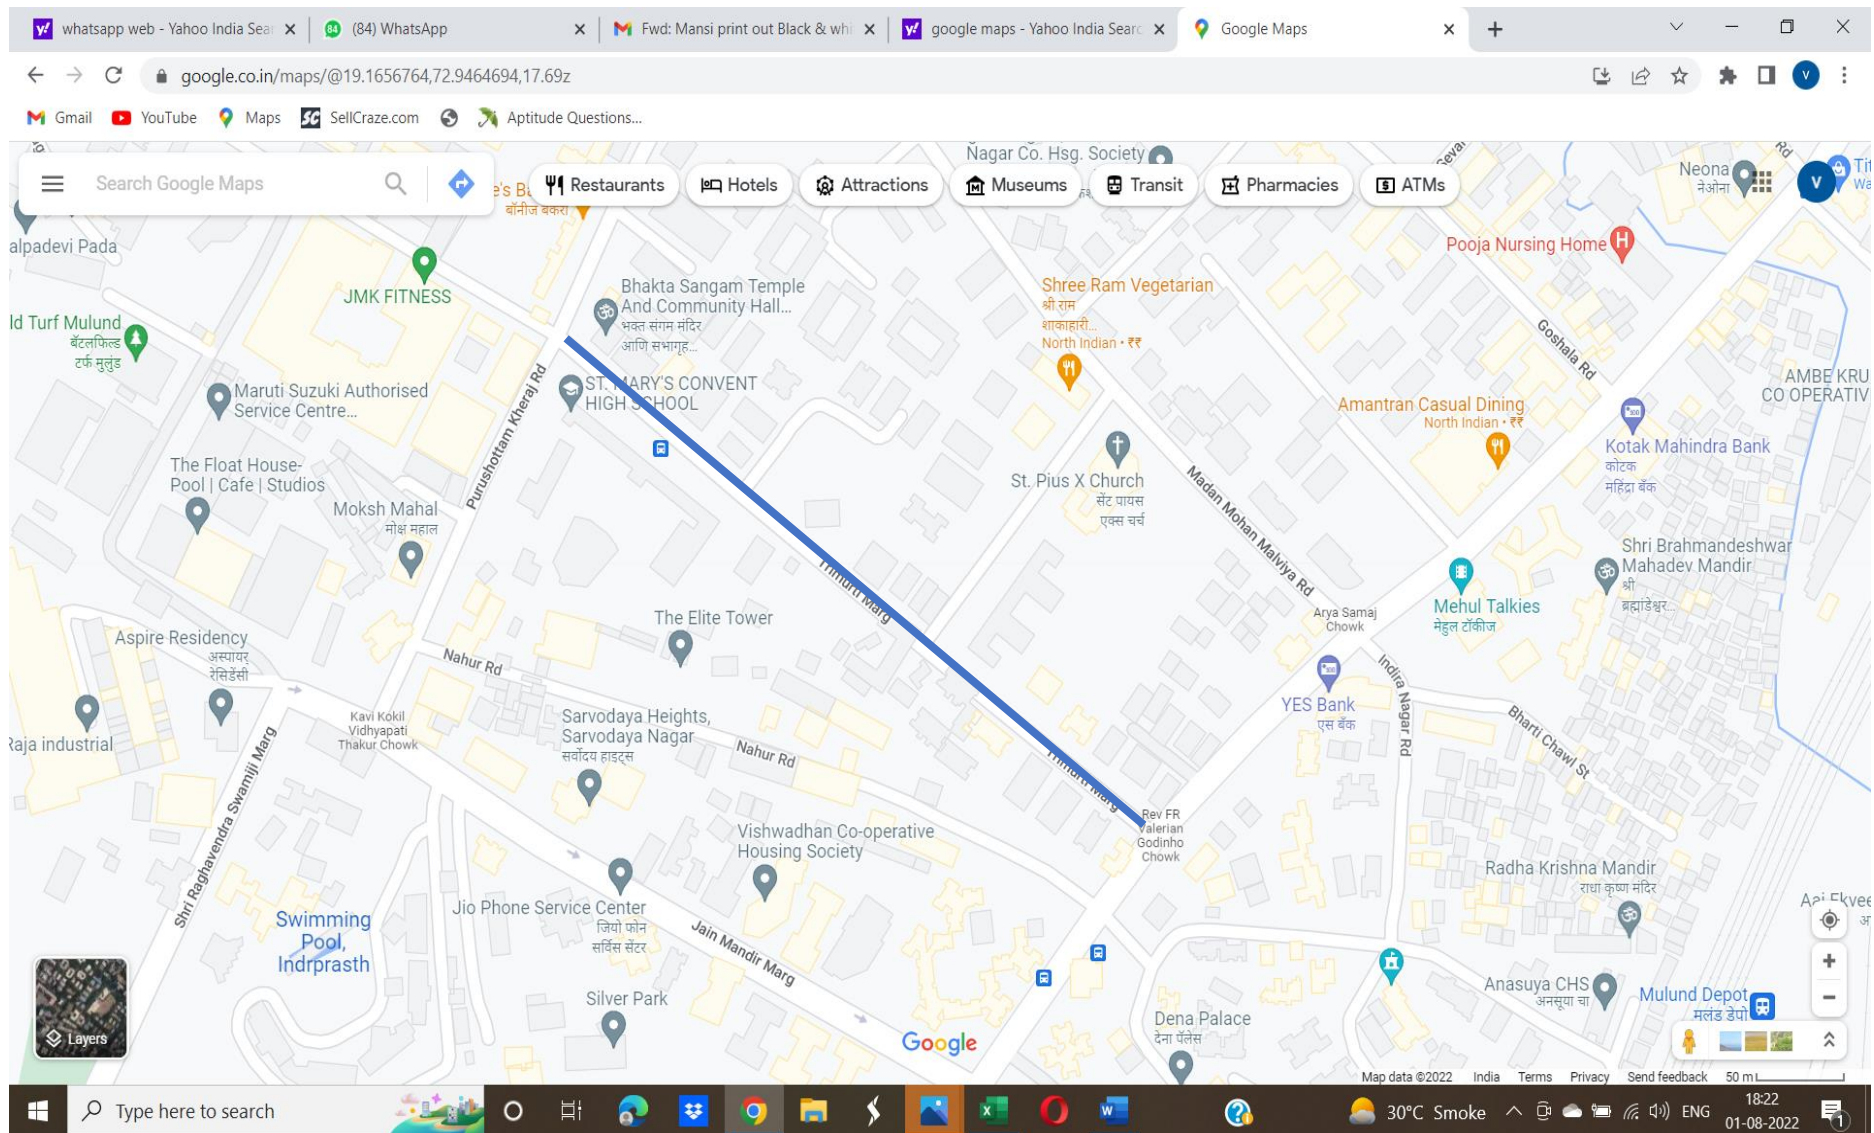 whatsapp web - Yahoo India Sear
(84) WhatsApp
Fwd: Mansi print out Black & whi
google maps - Yahoo India Searc
Google Maps
google.co.in/maps/@19.1656764,72.9464694,17.69z
Gmail
YouTube
Maps
SellCraze.com
Aptitude Questions...
Search Google Maps
Restaurants
Hotels
Attractions
Museums
Transit
Pharmacies
ATMs
Nagar Co. Hsg. Society
Neona
नेओना
बॉनीज बेकरी
alpadevi Pada
JMK FITNESS
Bhakta Sangam Temple
And Community Hall...
भक्त संगम मंदिर
आणि सभागृह...
Shree Ram Vegetarian
श्री राम
शाकाहारी...
North Indian • ₹₹
Pooja Nursing Home
H
Goshala Rd
ld Turf Mulund
बॅटलफिल्ड
टर्फ मुलुंड
Maruti Suzuki Authorised
Service Centre...
Purushottam Kheraj Rd
ST. MARY'S CONVENT
HIGH SCHOOL
Amantran Casual Dining
North Indian • ₹₹
AMBE KRU
CO OPERATIV
Kotak Mahindra Bank
कोटक
महिंद्रा बँक
The Float House-
Pool | Cafe | Studios
Moksh Mahal
मोक्ष महाल
St. Pius X Church
सेंट पायस
एक्स चर्च
Madan Mohan Malviya Rd
Shri Brahmandeshwar
Mahadev Mandir
श्री
ब्रह्मांडेश्वर...
Trimurti Marg
Arya Samaj
Chowk
Mehul Talkies
मेहुल टॉकीज
The Elite Tower
Aspire Residency
अस्पायर
रेसिडेंसी
Nahur Rd
Indira Nagar Rd
YES Bank
एस बँक
Bharti Chawl St
Raja industrial
Kavi Kokil
Vidhyapati
Thakur Chowk
Sarvodaya Heights,
Sarvodaya Nagar
सर्वोदय हाइट्स
Nahur Rd
Trimurti Marg
Shri Raghavendra Swamiji Marg
Rev FR
Valerian
Godinho
Chowk
Vishwadhan Co-operative
Housing Society
Radha Krishna Mandir
राधा कृष्ण मंदिर
Jio Phone Service Center
जियो फोन
सर्विस सेंटर
Swimming
Pool,
Indrprasth
Jain Mandir Marg
Silver Park
Anasuya CHS
अनसूया चा
Mulund Depot
मुलुंड डेपो
Dena Palace
देना पॅलेस
Layers
Google
Map data ©2022
India
Terms
Privacy
Send feedback
50 m
Type here to search
30°C Smoke
ENG
18:22
01-08-2022